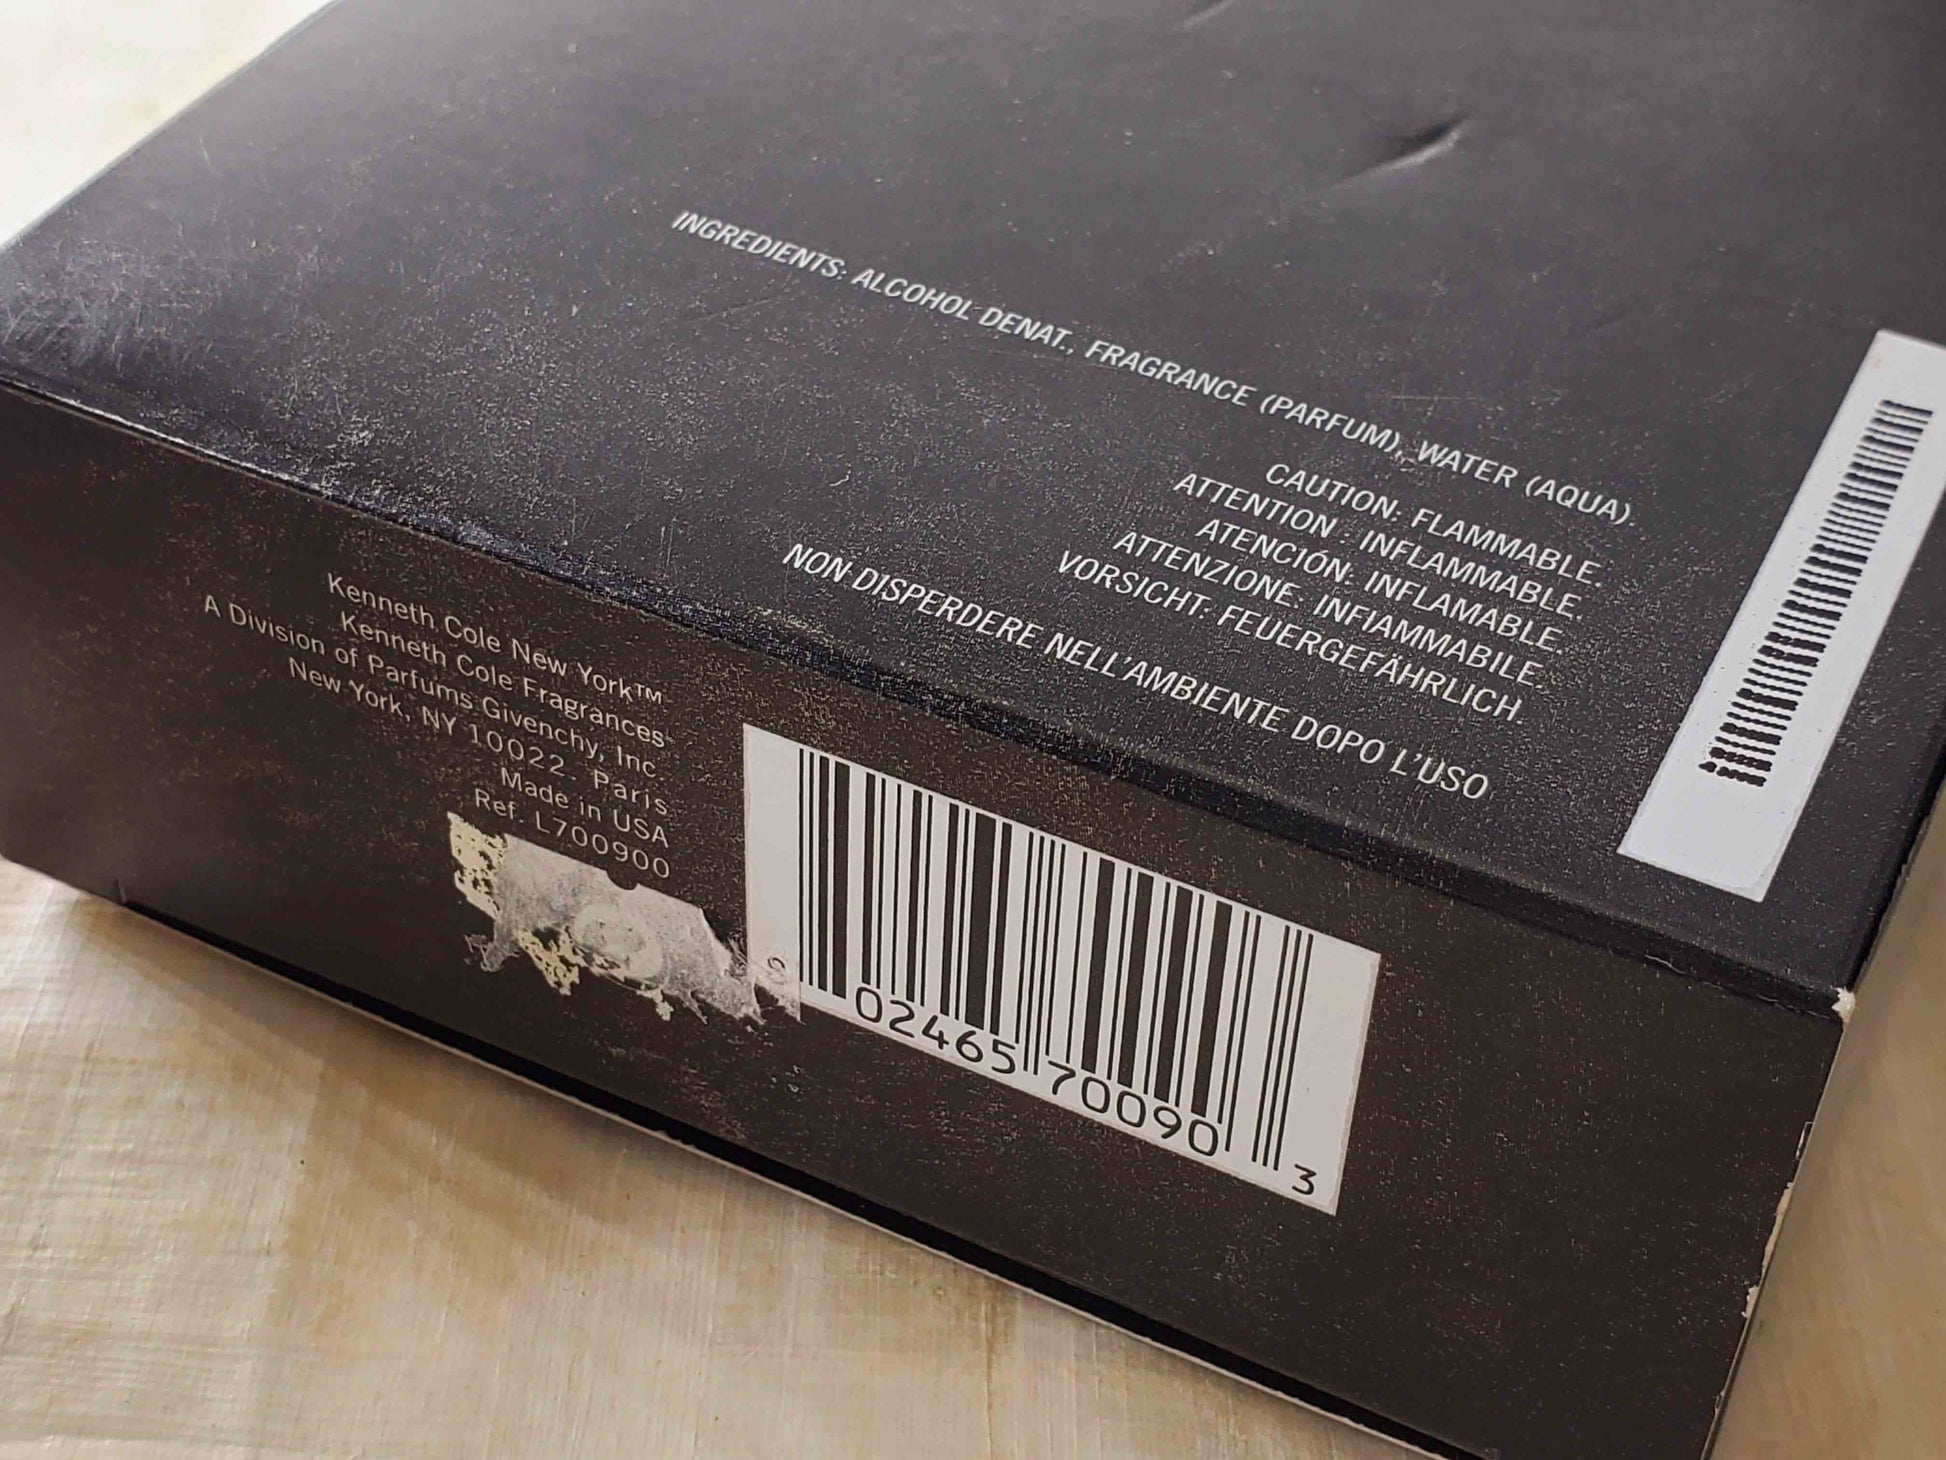 INGREDIENTS: ALCOHOL DENAT., FRAGRANCE (PARFUM), WATER (AQUA).
CAUTION: FLAMMABLE.
ATTENTION : INFLAMMABLE.
ATENCIÓN: INFLAMABLE.
ATTENZIONE: INFIAMMABILE.
VORSICHT: FEUERGEFÄHRLICH.
NON DISPERDERE NELL'AMBIENTE DOPO L'USO
Kenneth Cole New York™
Kenneth Cole Fragrances
A Division of Parfums Givenchy, Inc.
New York, NY 10022 - Paris
Made in USA
Ref. L700900
02465 70090 3